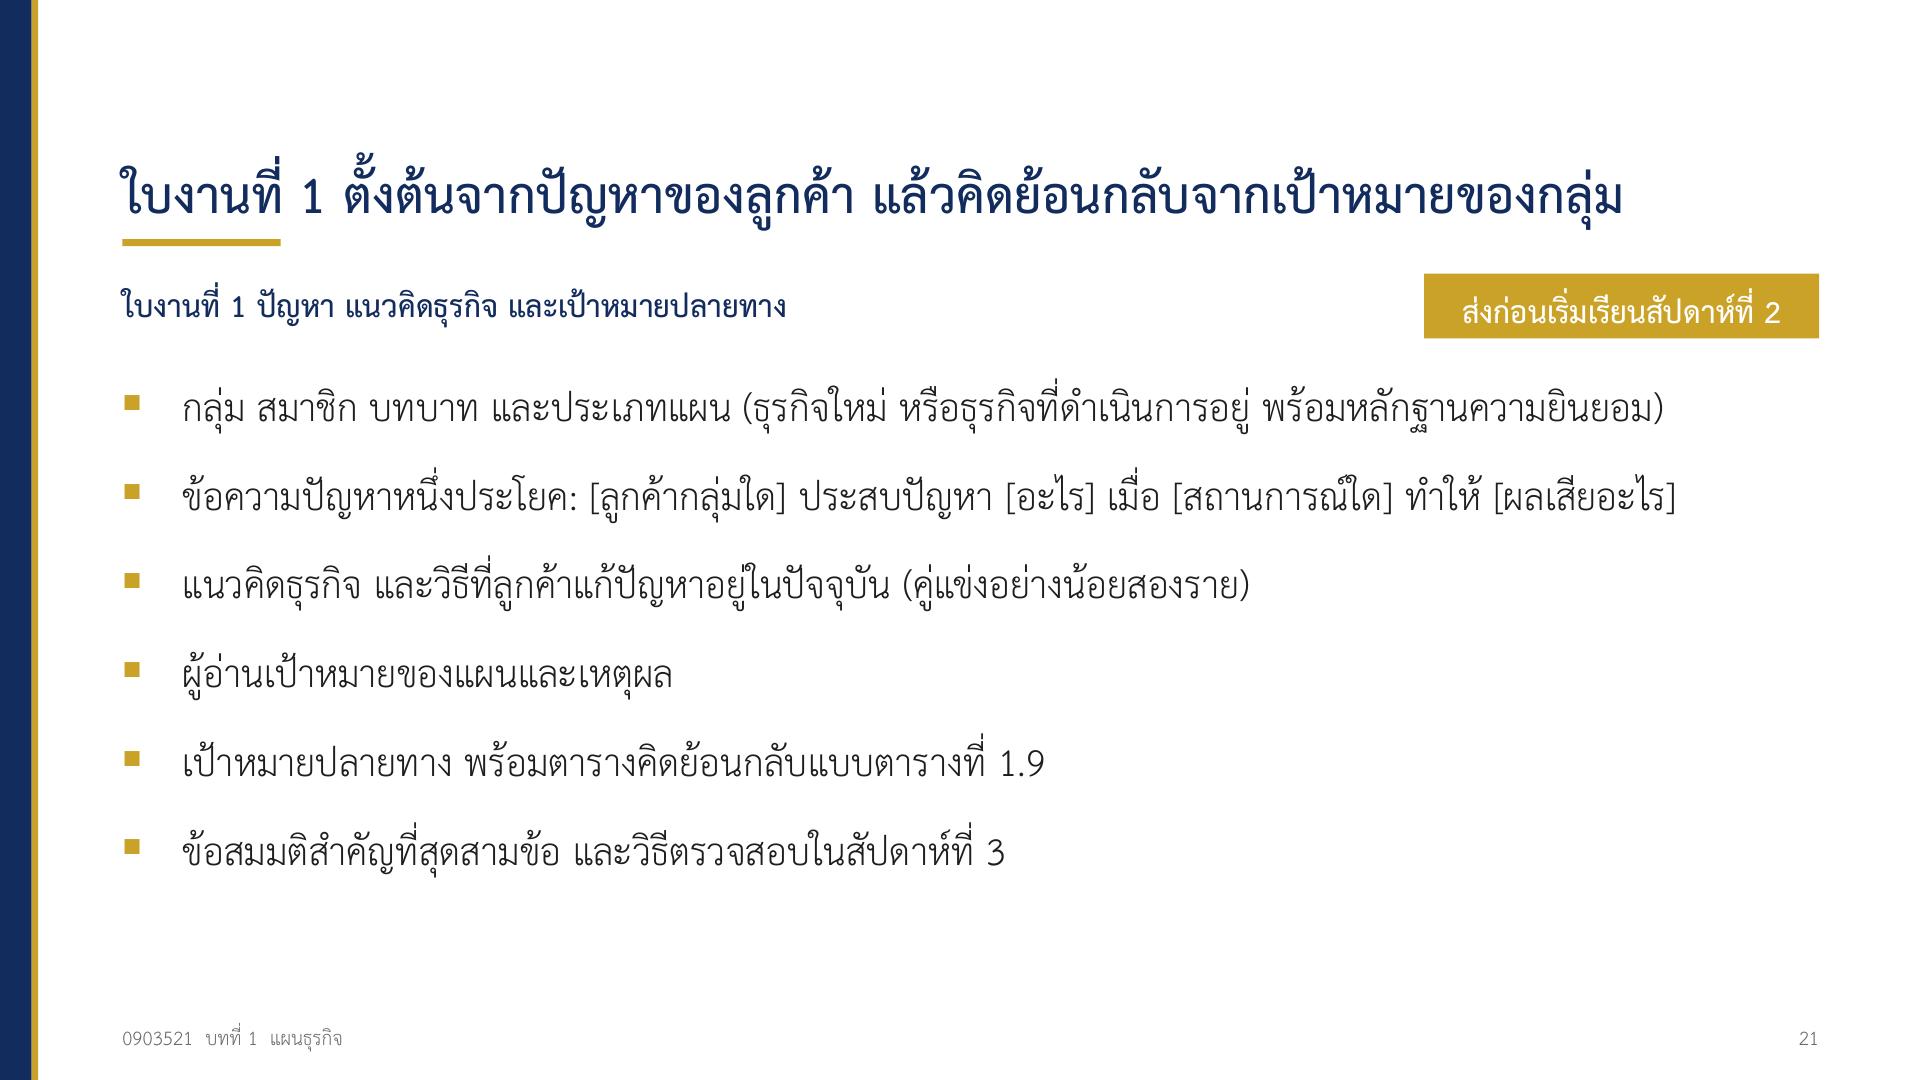 ใบงานที่ 1 ตั้งต้นจากปัญหาของลูกค้า แล้วคิดย้อนกลับจากเป้าหมายของกลุ่ม
ใบงานที่ 1 ปัญหา แนวคิดธุรกิจ และเป้าหมายปลายทาง
ส่งก่อนเริ่มเรียนสัปดาห์ที่ 2
กลุ่ม สมาชิก บทบาท และประเภทแผน (ธุรกิจใหม่ หรือธุรกิจที่ดำเนินการอยู่ พร้อมหลักฐานความยินยอม)
ข้อความปัญหาหนึ่งประโยค: [ลูกค้ากลุ่มใด] ประสบปัญหา [อะไร] เมื่อ [สถานการณ์ใด] ทำให้ [ผลเสียอะไร]
แนวคิดธุรกิจ และวิธีที่ลูกค้าแก้ปัญหาอยู่ในปัจจุบัน (คู่แข่งอย่างน้อยสองราย)
ผู้อ่านเป้าหมายของแผนและเหตุผล
เป้าหมายปลายทาง พร้อมตารางคิดย้อนกลับแบบตารางที่ 1.9
ข้อสมมติสำคัญที่สุดสามข้อ และวิธีตรวจสอบในสัปดาห์ที่ 3
0903521 บทที่ 1 แผนธุรกิจ
21